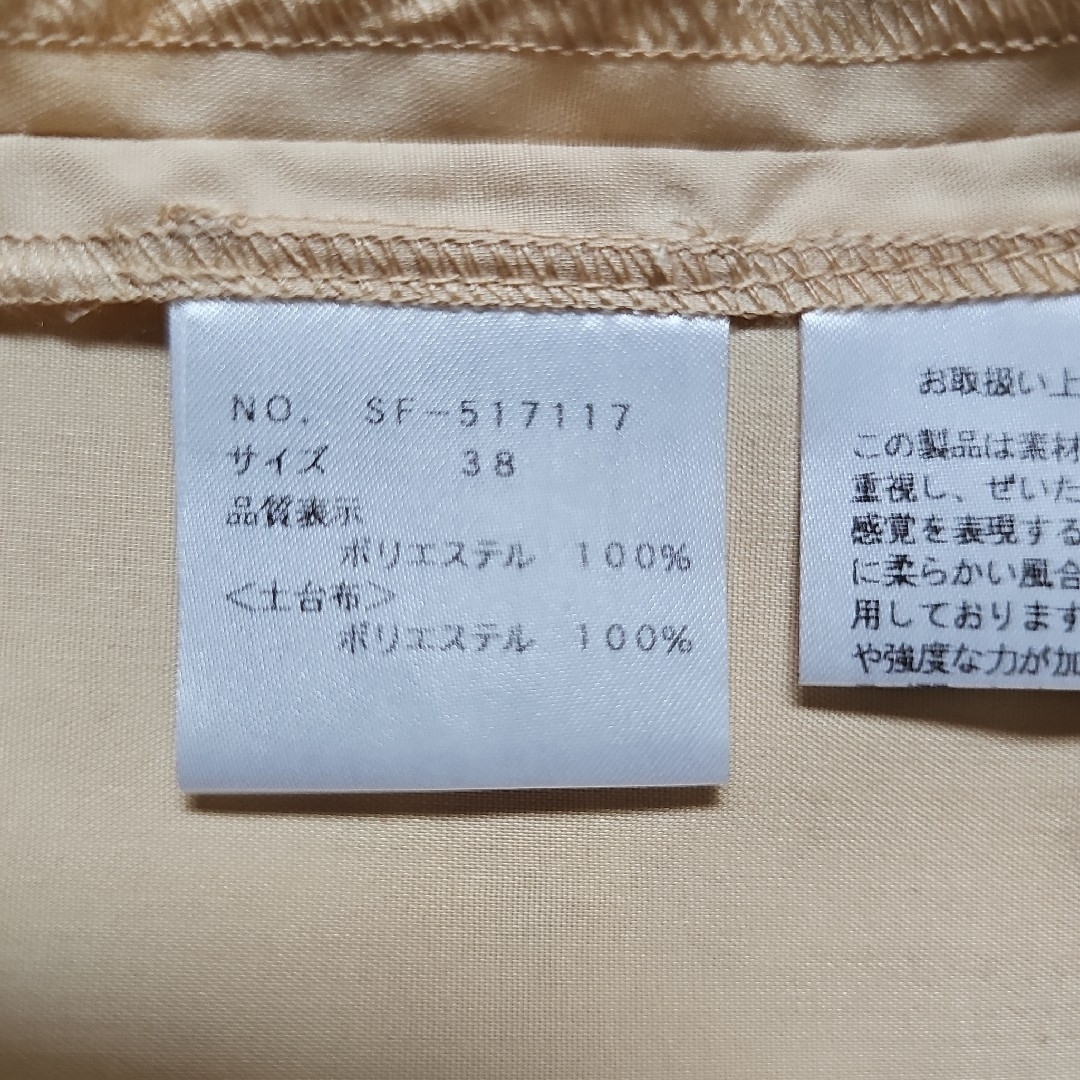 NO. SF-517117
サイズ 38
品質表示
ポリエステル 100%
<土台布>
ポリエステル 100%
お取扱い上
この製品は素材
重視し、ぜいた
感覚を表現する
に柔らかい風合
用しております
や強度な力が加